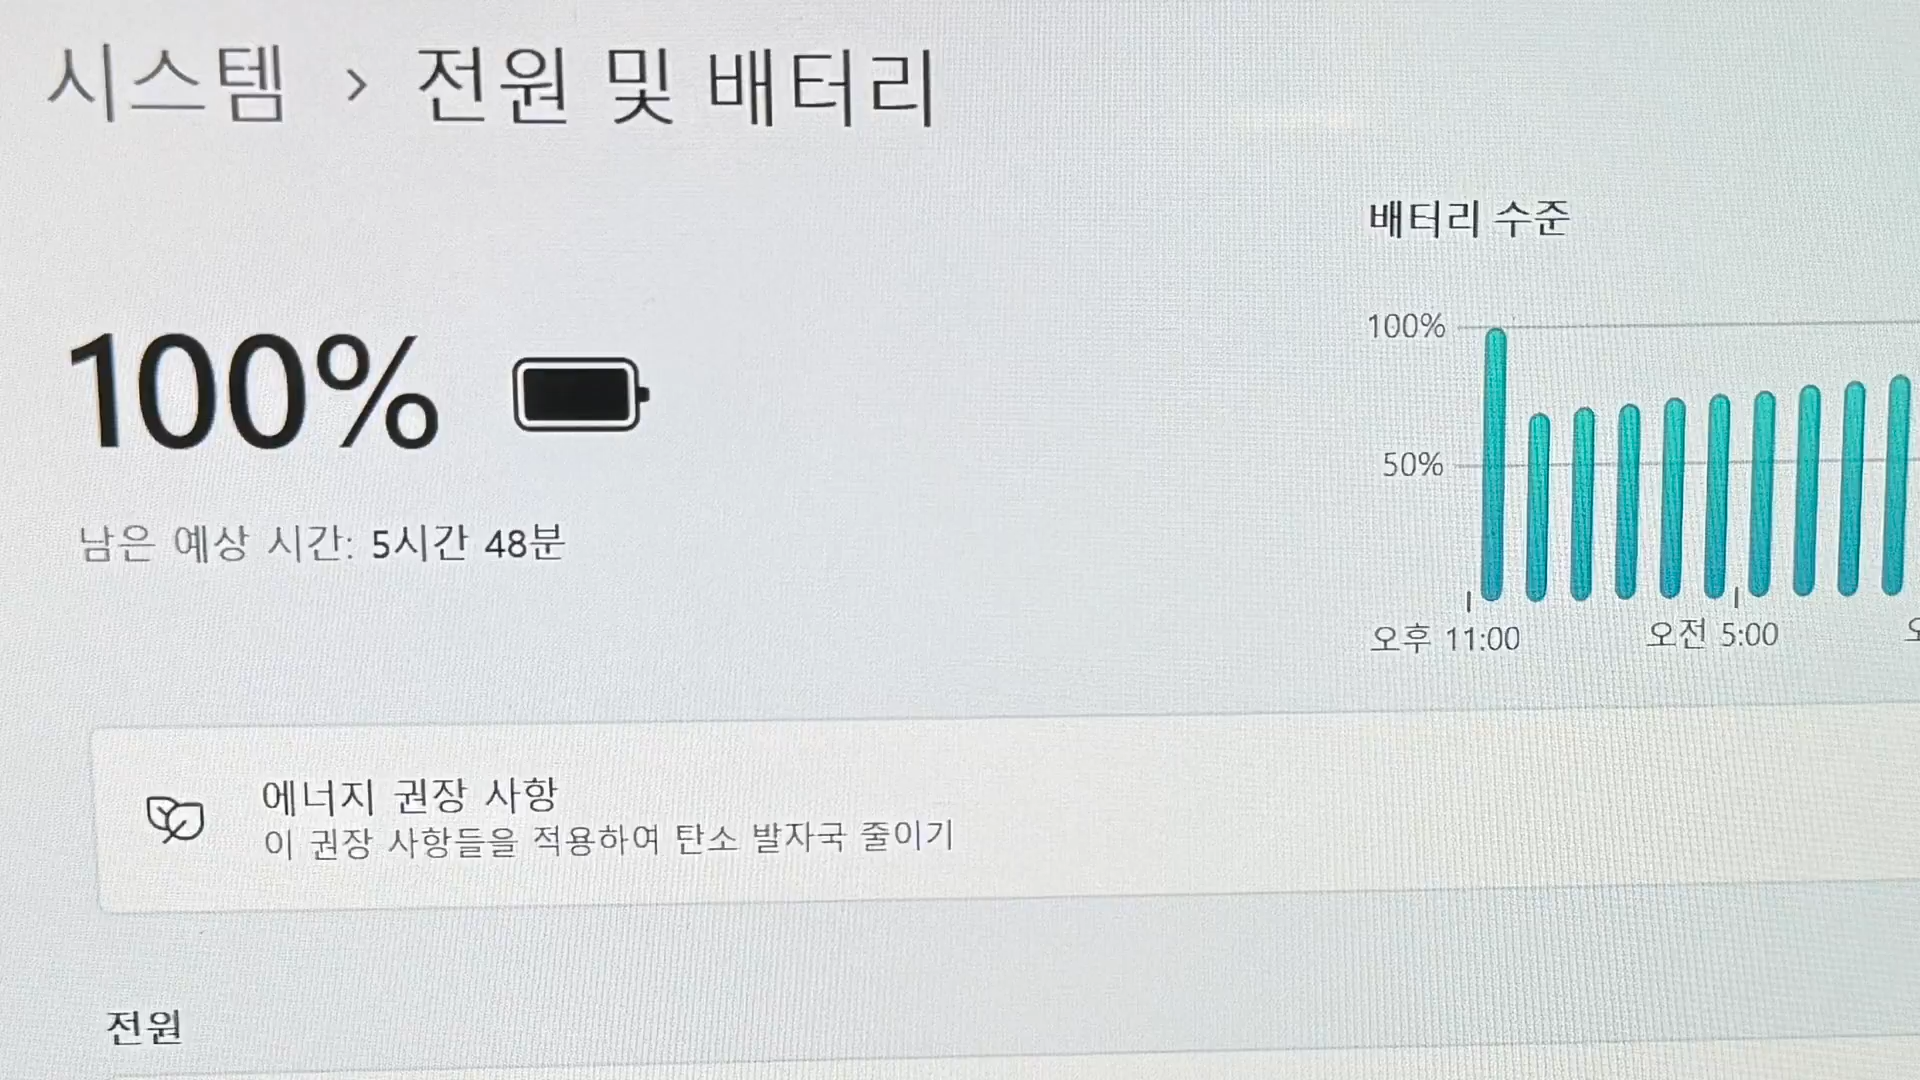 시스템 > 전원 및 배터리
배터리 수준
100%
100%
50%
남은 예상 시간: 5시간 48분
오후 11:00
오전 5:00
에너지 권장 사항
이 권장 사항들을 적용하여 탄소 발자국 줄이기
전원